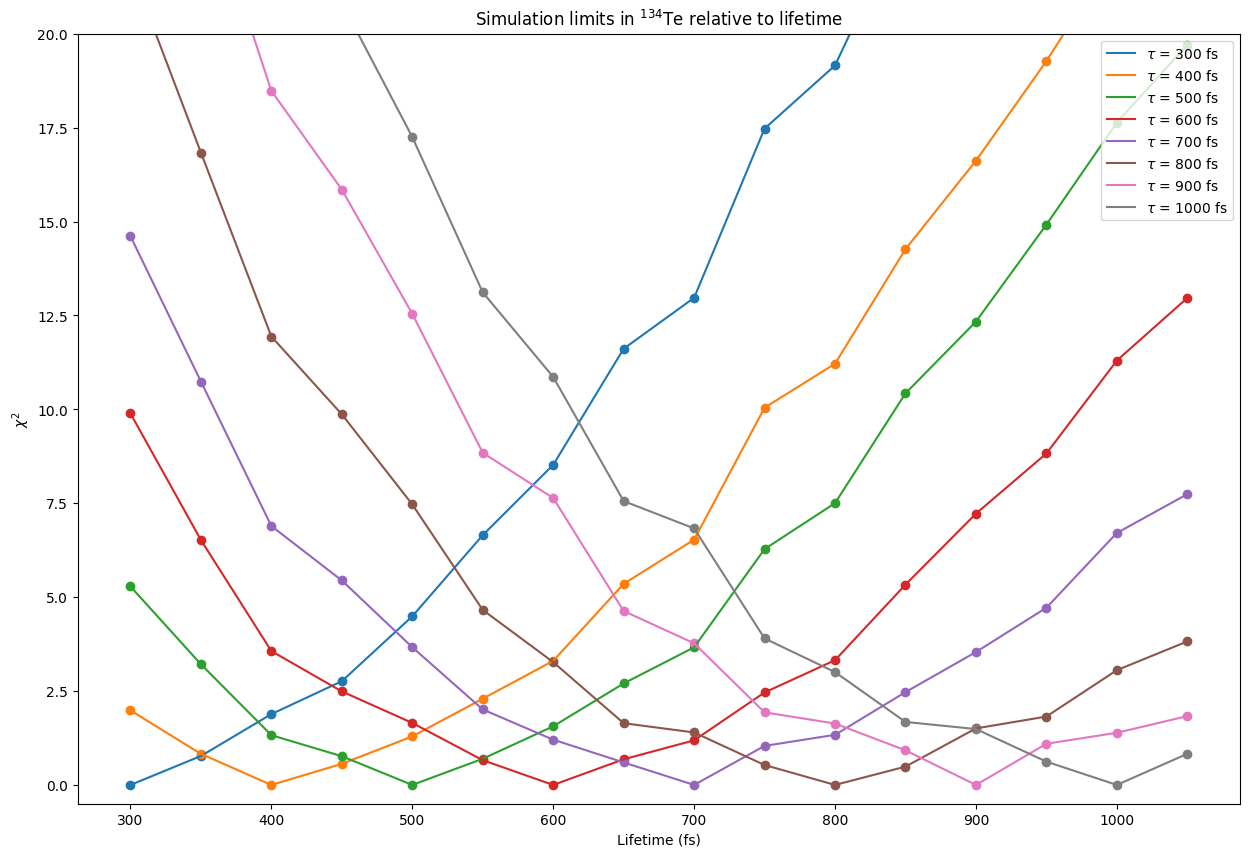 Simulation limits in ¹³⁴Te relative to lifetime
20.0
17.5
15.0
12.5
10.0
7.5
5.0
2.5
0.0
χ²
τ = 300 fs
τ = 400 fs
τ = 500 fs
τ = 600 fs
τ = 700 fs
τ = 800 fs
τ = 900 fs
τ = 1000 fs
300 400 500 600 700 800 900 1000
Lifetime (fs)